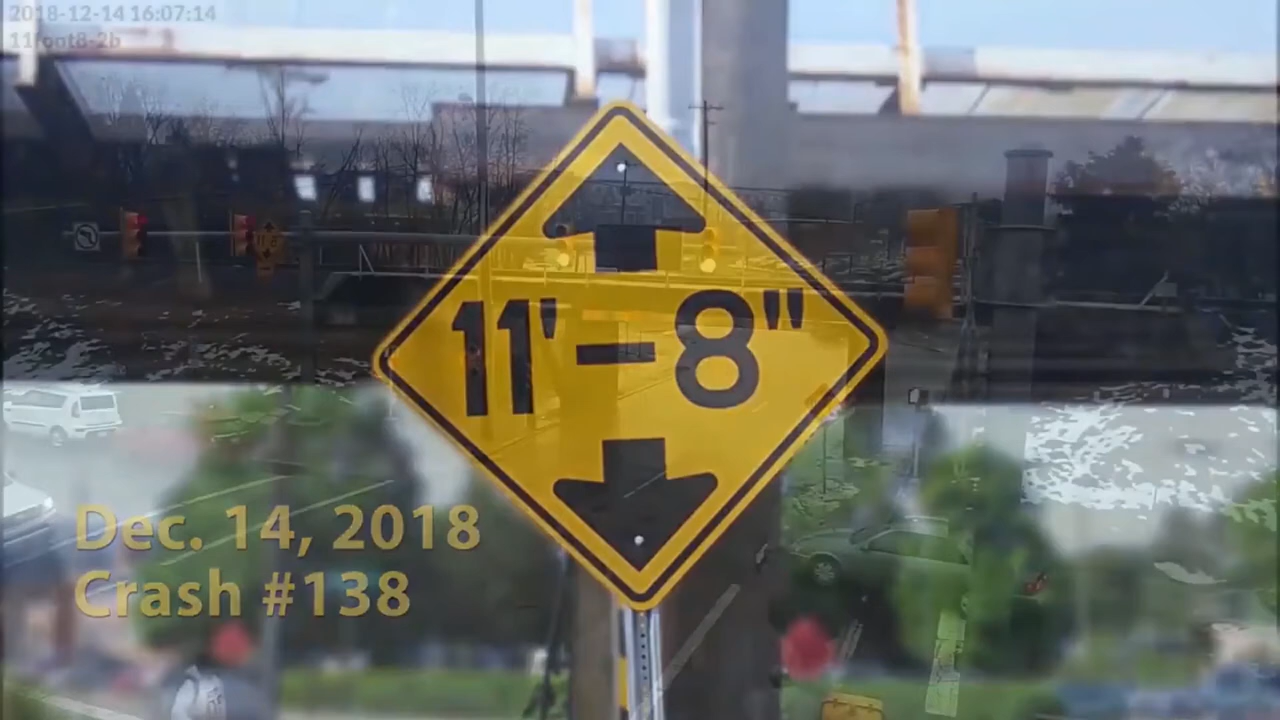 2018-12-14 16:07:14
11foot8-2b
11'-8"
Dec. 14, 2018
Crash #138